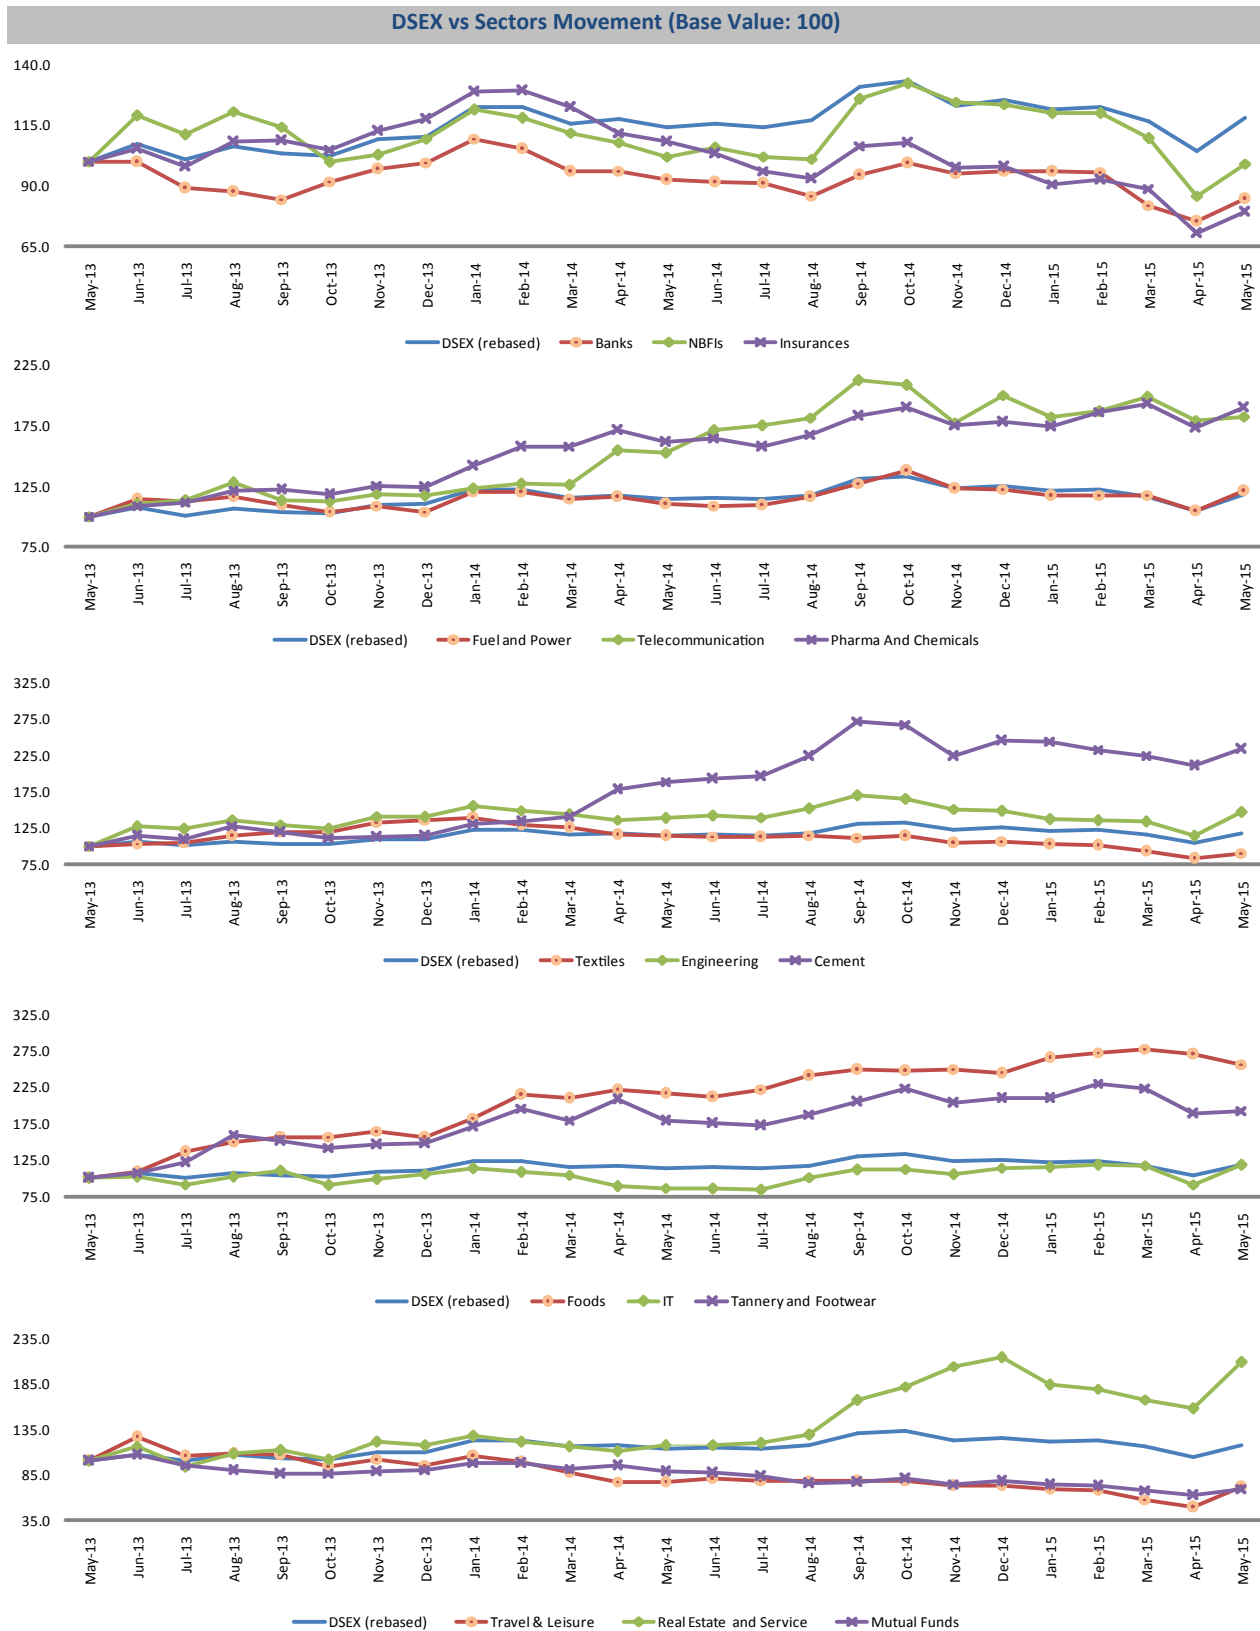 DSEX vs Sectors Movement (Base Value: 100)
140.0
115.0
90.0
65.0
May-13 Jun-13 Jul-13 Aug-13 Sep-13 Oct-13 Nov-13 Dec-13 Jan-14 Feb-14 Mar-14 Apr-14 May-14 Jun-14 Jul-14 Aug-14 Sep-14 Oct-14 Nov-14 Dec-14 Jan-15 Feb-15 Mar-15 Apr-15 May-15
DSEX (rebased) Banks NBFIs Insurances
225.0
175.0
125.0
75.0
May-13 Jun-13 Jul-13 Aug-13 Sep-13 Oct-13 Nov-13 Dec-13 Jan-14 Feb-14 Mar-14 Apr-14 May-14 Jun-14 Jul-14 Aug-14 Sep-14 Oct-14 Nov-14 Dec-14 Jan-15 Feb-15 Mar-15 Apr-15 May-15
DSEX (rebased) Fuel and Power Telecommunication Pharma And Chemicals
325.0
275.0
225.0
175.0
125.0
75.0
May-13 Jun-13 Jul-13 Aug-13 Sep-13 Oct-13 Nov-13 Dec-13 Jan-14 Feb-14 Mar-14 Apr-14 May-14 Jun-14 Jul-14 Aug-14 Sep-14 Oct-14 Nov-14 Dec-14 Jan-15 Feb-15 Mar-15 Apr-15 May-15
DSEX (rebased) Textiles Engineering Cement
325.0
275.0
225.0
175.0
125.0
75.0
May-13 Jun-13 Jul-13 Aug-13 Sep-13 Oct-13 Nov-13 Dec-13 Jan-14 Feb-14 Mar-14 Apr-14 May-14 Jun-14 Jul-14 Aug-14 Sep-14 Oct-14 Nov-14 Dec-14 Jan-15 Feb-15 Mar-15 Apr-15 May-15
DSEX (rebased) Foods IT Tannery and Footwear
235.0
185.0
135.0
85.0
35.0
May-13 Jun-13 Jul-13 Aug-13 Sep-13 Oct-13 Nov-13 Dec-13 Jan-14 Feb-14 Mar-14 Apr-14 May-14 Jun-14 Jul-14 Aug-14 Sep-14 Oct-14 Nov-14 Dec-14 Jan-15 Feb-15 Mar-15 Apr-15 May-15
DSEX (rebased) Travel & Leisure Real Estate and Service Mutual Funds